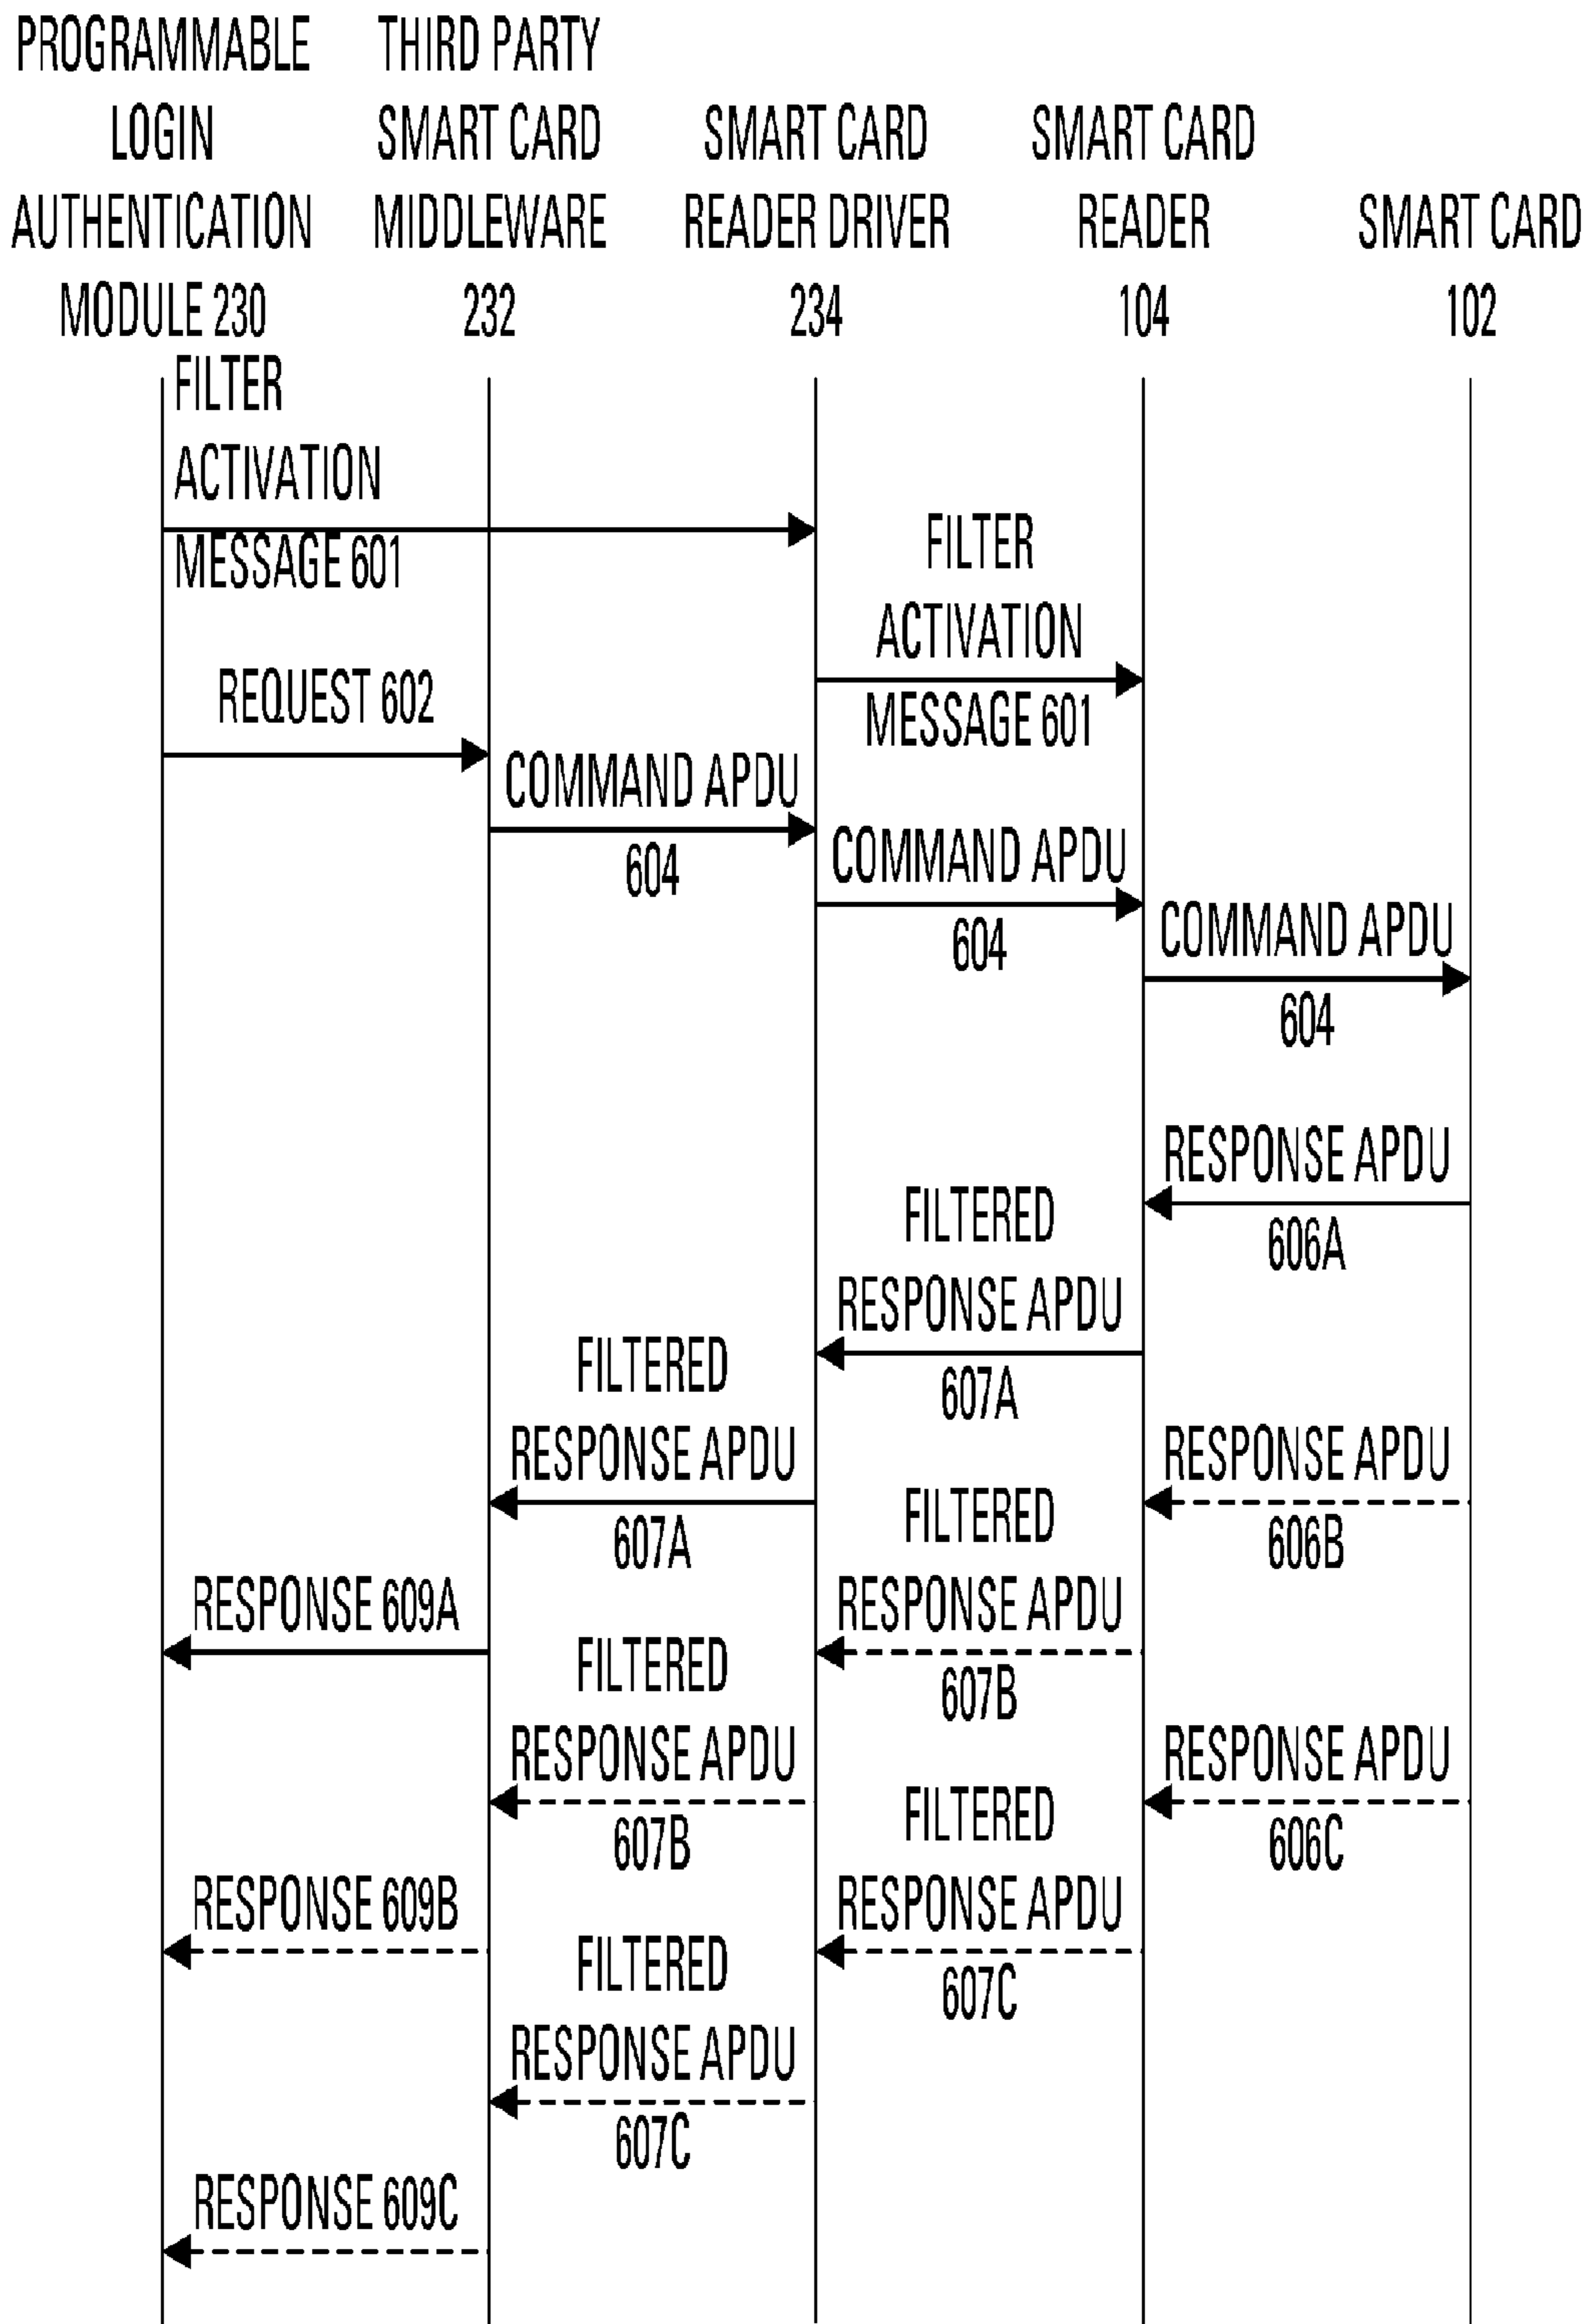 PROGRAMMABLE
LOGIN
AUTHENTICATION
MODULE 230
THIRD PARTY
SMART CARD
MIDDLEWARE
232
SMART CARD
READER DRIVER
234
SMART CARD
READER
104
SMART CARD
102
FILTER
ACTIVATION
MESSAGE 601
FILTER
ACTIVATION
MESSAGE 601
REQUEST 602
COMMAND APDU
604
COMMAND APDU
604
COMMAND APDU
604
RESPONSE APDU
606A
FILTERED
RESPONSE APDU
607A
FILTERED
RESPONSE APDU
607A
RESPONSE APDU
606B
RESPONSE 609A
FILTERED
RESPONSE APDU
607B
FILTERED
RESPONSE APDU
607B
RESPONSE APDU
606C
RESPONSE 609B
FILTERED
RESPONSE APDU
607C
FILTERED
RESPONSE APDU
607C
RESPONSE 609C